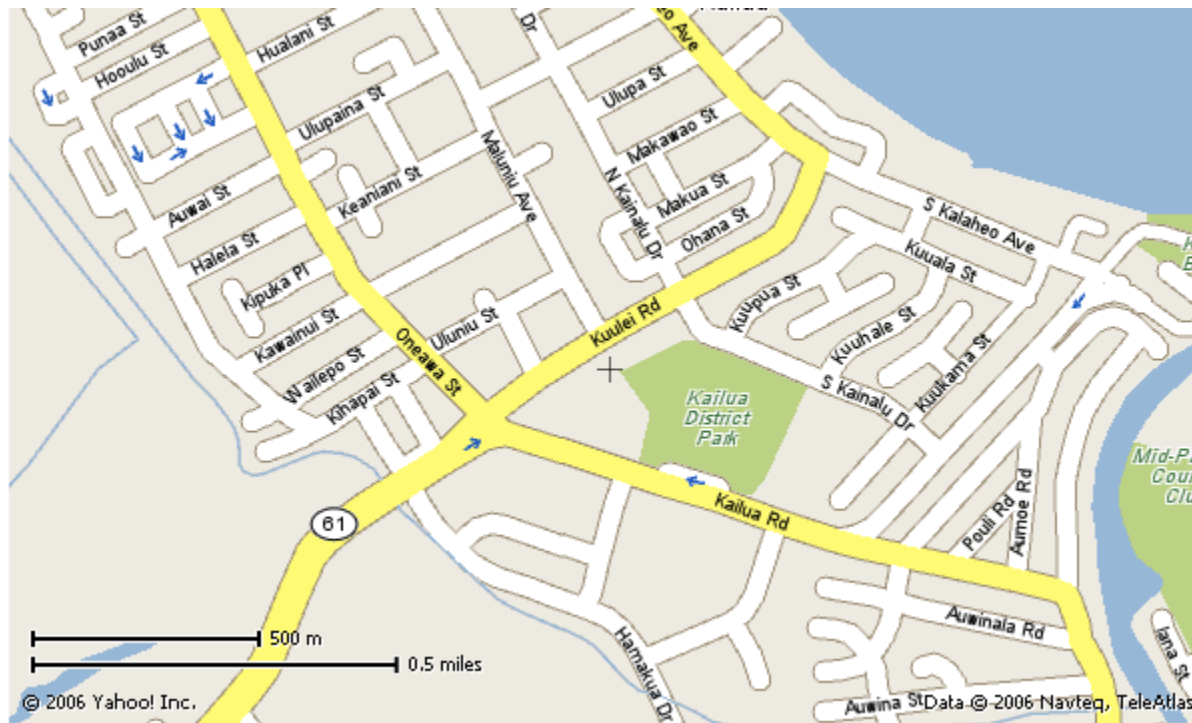 Punaa St
Hooulu St
Hualani St
Dr
eo Ave
Ulupa St
Ulupaina St
Makawao St
Auwai St
Keaniani St
Maluniu Ave
N Kainalu Dr
Makua St
Ohana St
S Kalaheo Ave
Halela St
Kuuala St
Kipuka Pl
Kuupua St
Kawainui St
Uluniu St
Kuulei Rd
Kuuhale St
Wailepo St
Oneawa St
Kuukama St
Kihapai St
S Kainalu Dr
Kailua
District
Park
Mid-P
Cou
Clu
61
Kailua Rd
Pouli Rd
Aumoe Rd
Auwinala Rd
Hamakua Dr
Iana St
500 m
0.5 miles
Auwina St
© 2006 Yahoo! Inc.
Data © 2006 Navteq, TeleAtlas